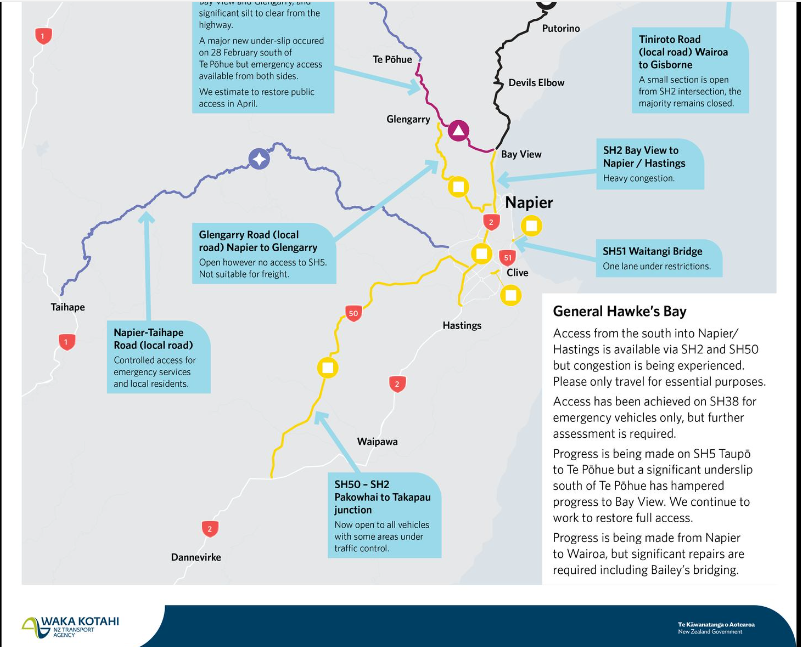 Bay View and Glengarry, and
significant silt to clear from the
highway.
A major new under-slip occured
on 28 February south of
Te Pōhue but emergency access
available from both sides.
We estimate to restore public
access in April.
1
Putorino
Tiniroto Road
(local road) Wairoa
to Gisborne
A small section is open
from SH2 intersection, the
majority remains closed.
Te Pōhue
Devils Elbow
Glengarry
Bay View
SH2 Bay View to
Napier / Hastings
Heavy congestion.
Napier
2
Glengarry Road (local
road) Napier to Glengarry
Open however no access to SH5.
Not suitable for freight.
SH51 Waitangi Bridge
One lane under restrictions.
51
Clive
Taihape
50
Hastings
1
Napier-Taihape
Road (local road)
Controlled access for
emergency services
and local residents.
2
Waipawa
SH50 – SH2
Pakowhai to Takapau
junction
Now open to all vehicles
with some areas under
traffic control.
2
Dannevirke
General Hawke's Bay
Access from the south into Napier/
Hastings is available via SH2 and SH50
but congestion is being experienced.
Please only travel for essential purposes.
Access has been achieved on SH38 for
emergency vehicles only, but further
assessment is required.
Progress is being made on SH5 Taupō
to Te Pōhue but a significant underslip
south of Te Pōhue has hampered
progress to Bay View. We continue to
work to restore full access.
Progress is being made from Napier
to Wairoa, but significant repairs are
required including Bailey's bridging.
WAKA KOTAHI
NZ TRANSPORT
AGENCY
Te Kāwanatanga o Aotearoa
New Zealand Government